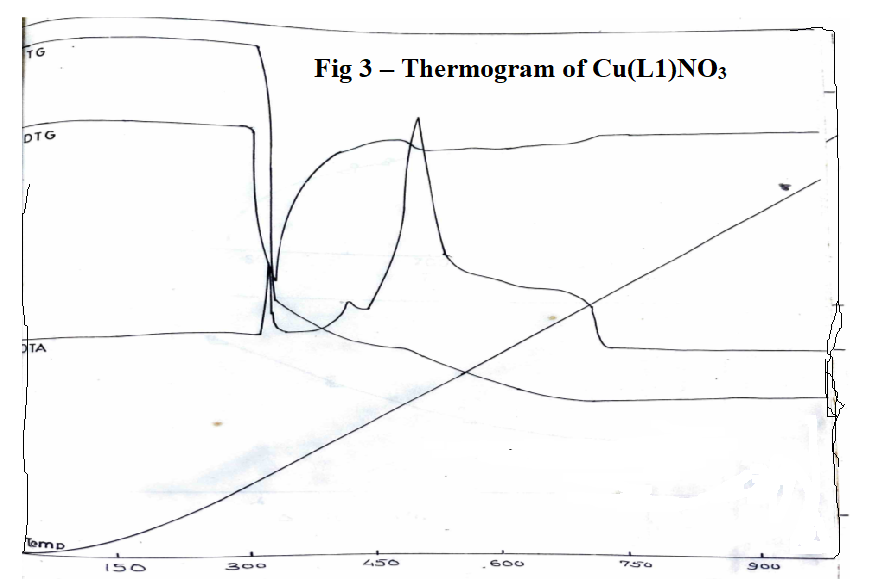 TG
Fig 3 – Thermogram of Cu(L1)NO₃
DTG
DTA
Temp
150 300 450 600 750 900